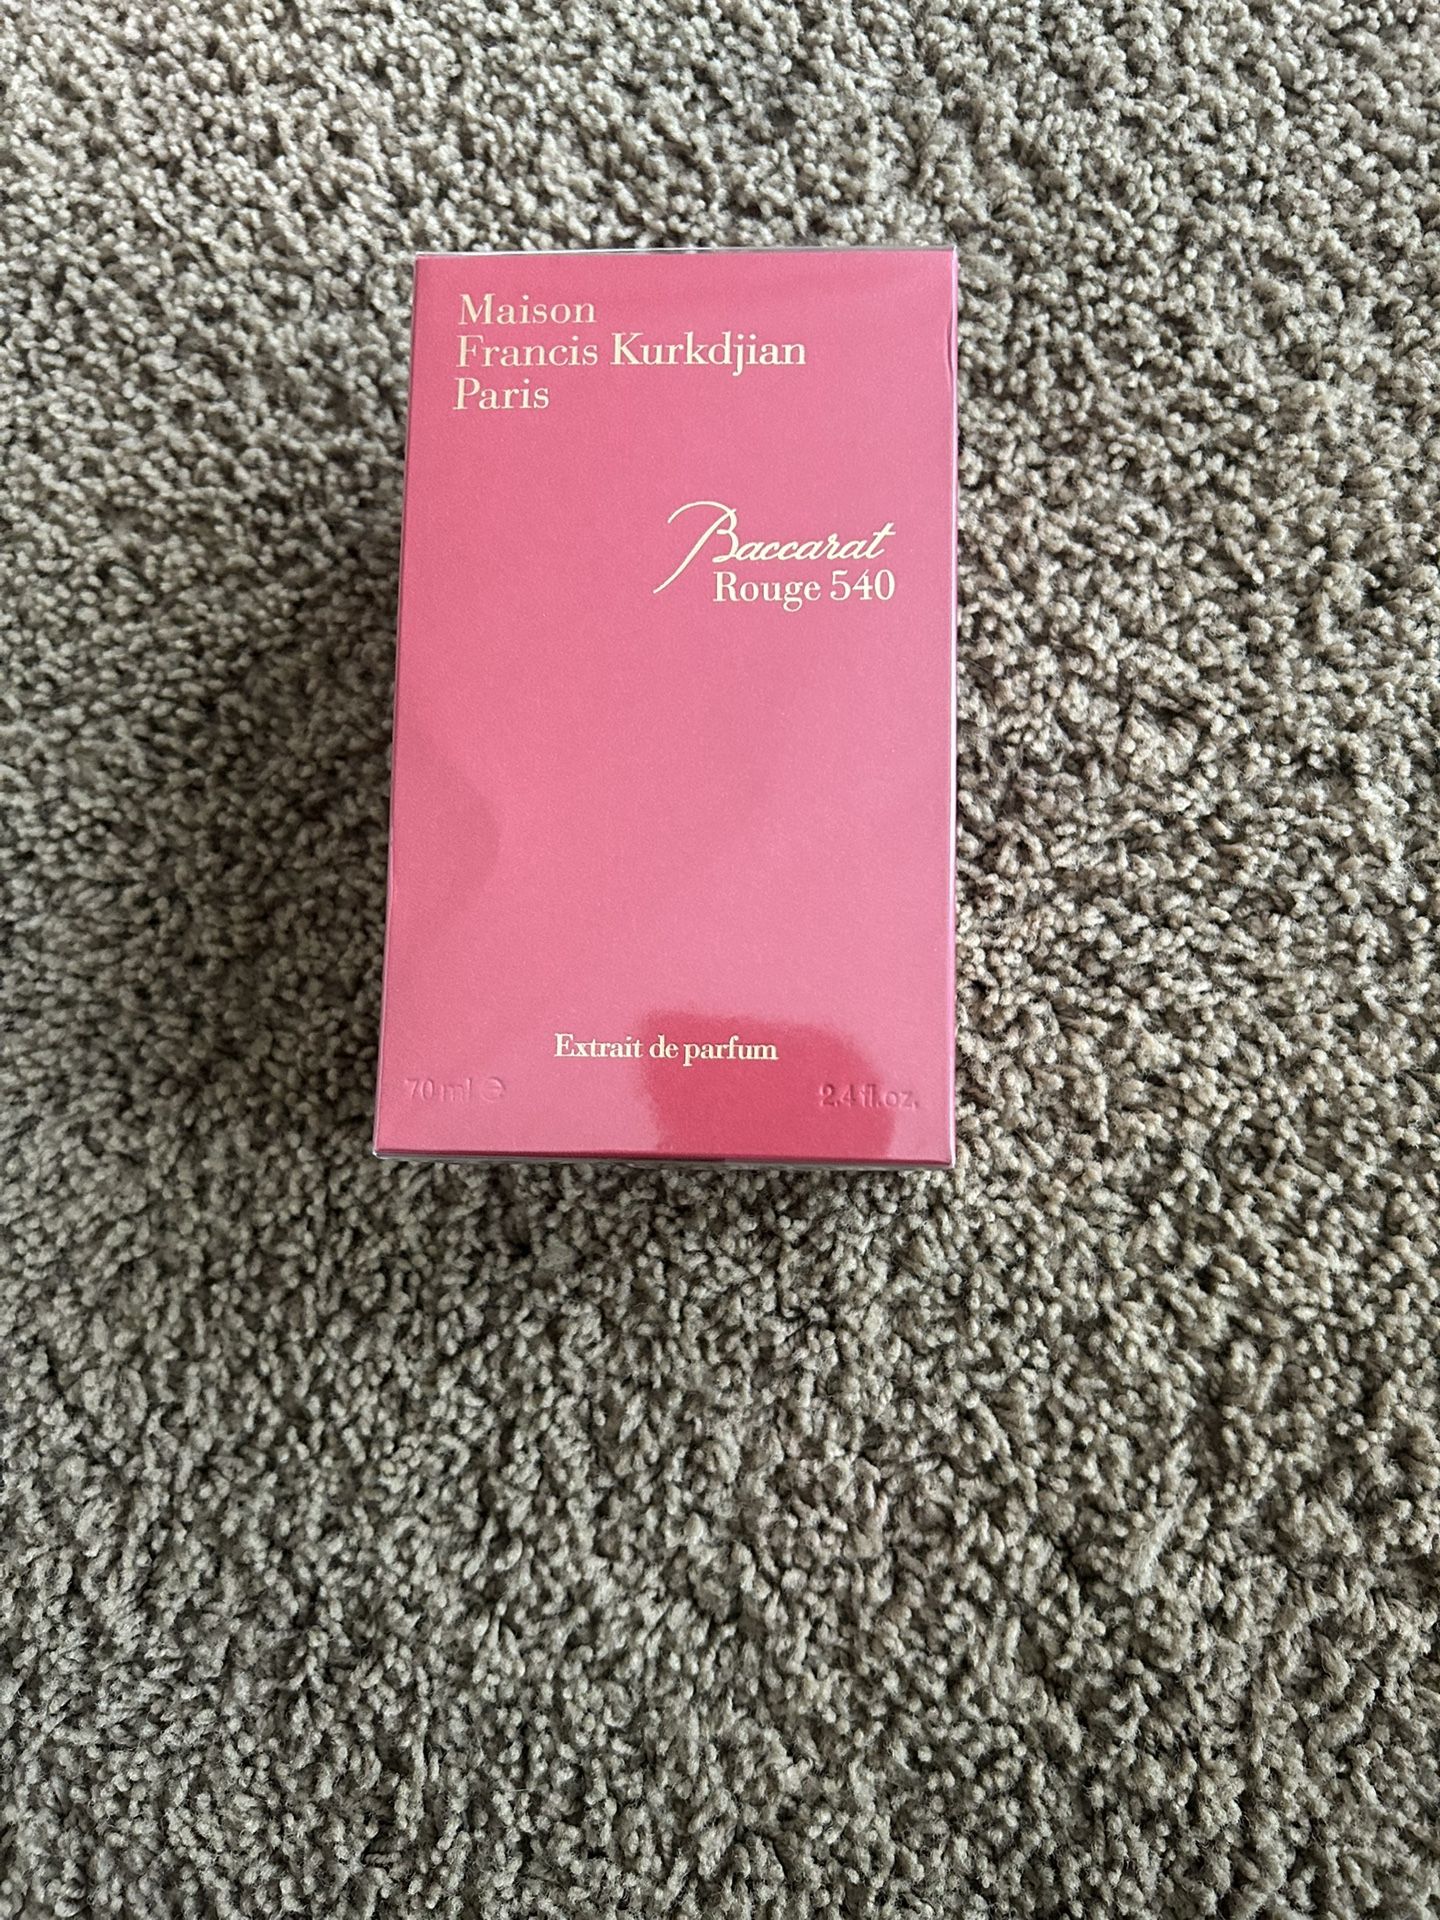 Maison
Francis Kurkdjian
Paris
Baccarat
Rouge 540
Extrait de parfum
70 ml ℮
2.4 fl.oz.